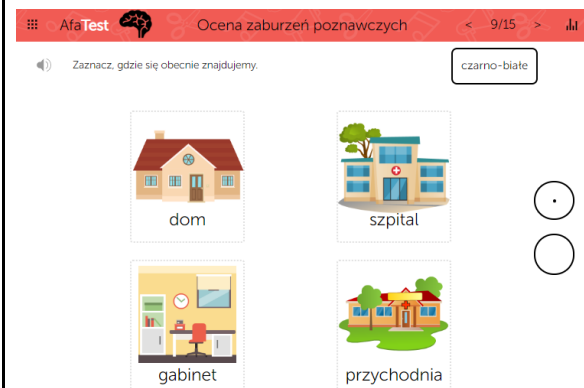 AfaTest
Ocena zaburzeń poznawczych
< 9/15 >
Zaznacz, gdzie się obecnie znajdujemy.
czarno-białe
dom
szpital
gabinet
przychodnia